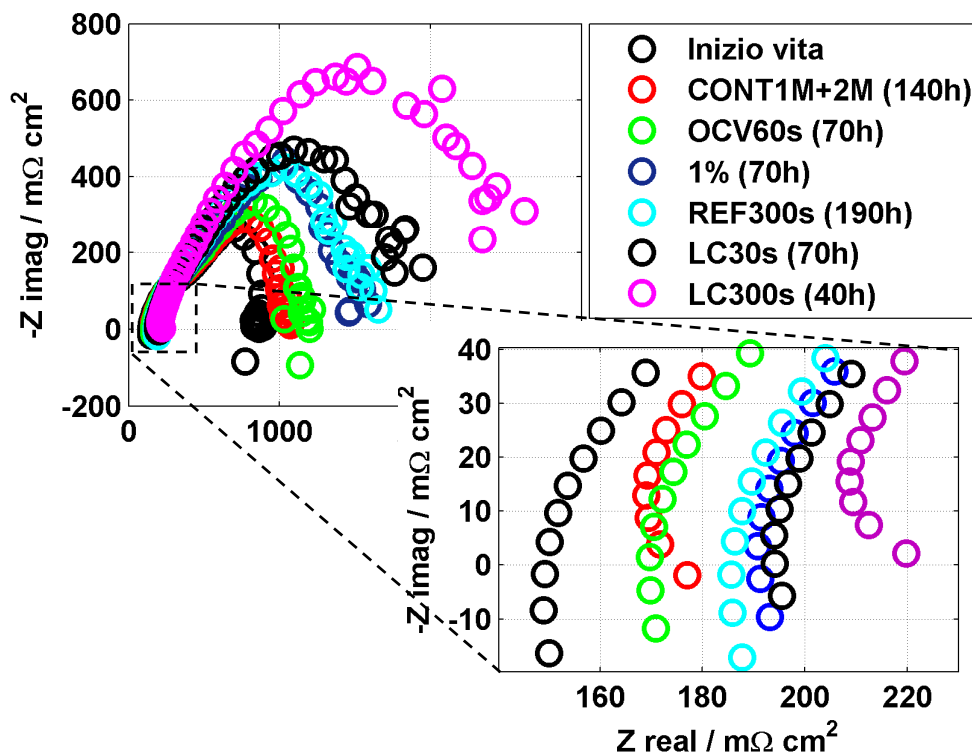 800
600
400
200
0
-200
0
1000
-Z imag / mΩ cm²
Inizio vita
CONT1M+2M (140h)
OCV60s (70h)
1% (70h)
REF300s (190h)
LC30s (70h)
LC300s (40h)
40
30
20
10
0
-10
160
180
200
220
-Z imag / mΩ cm²
Z real / mΩ cm²